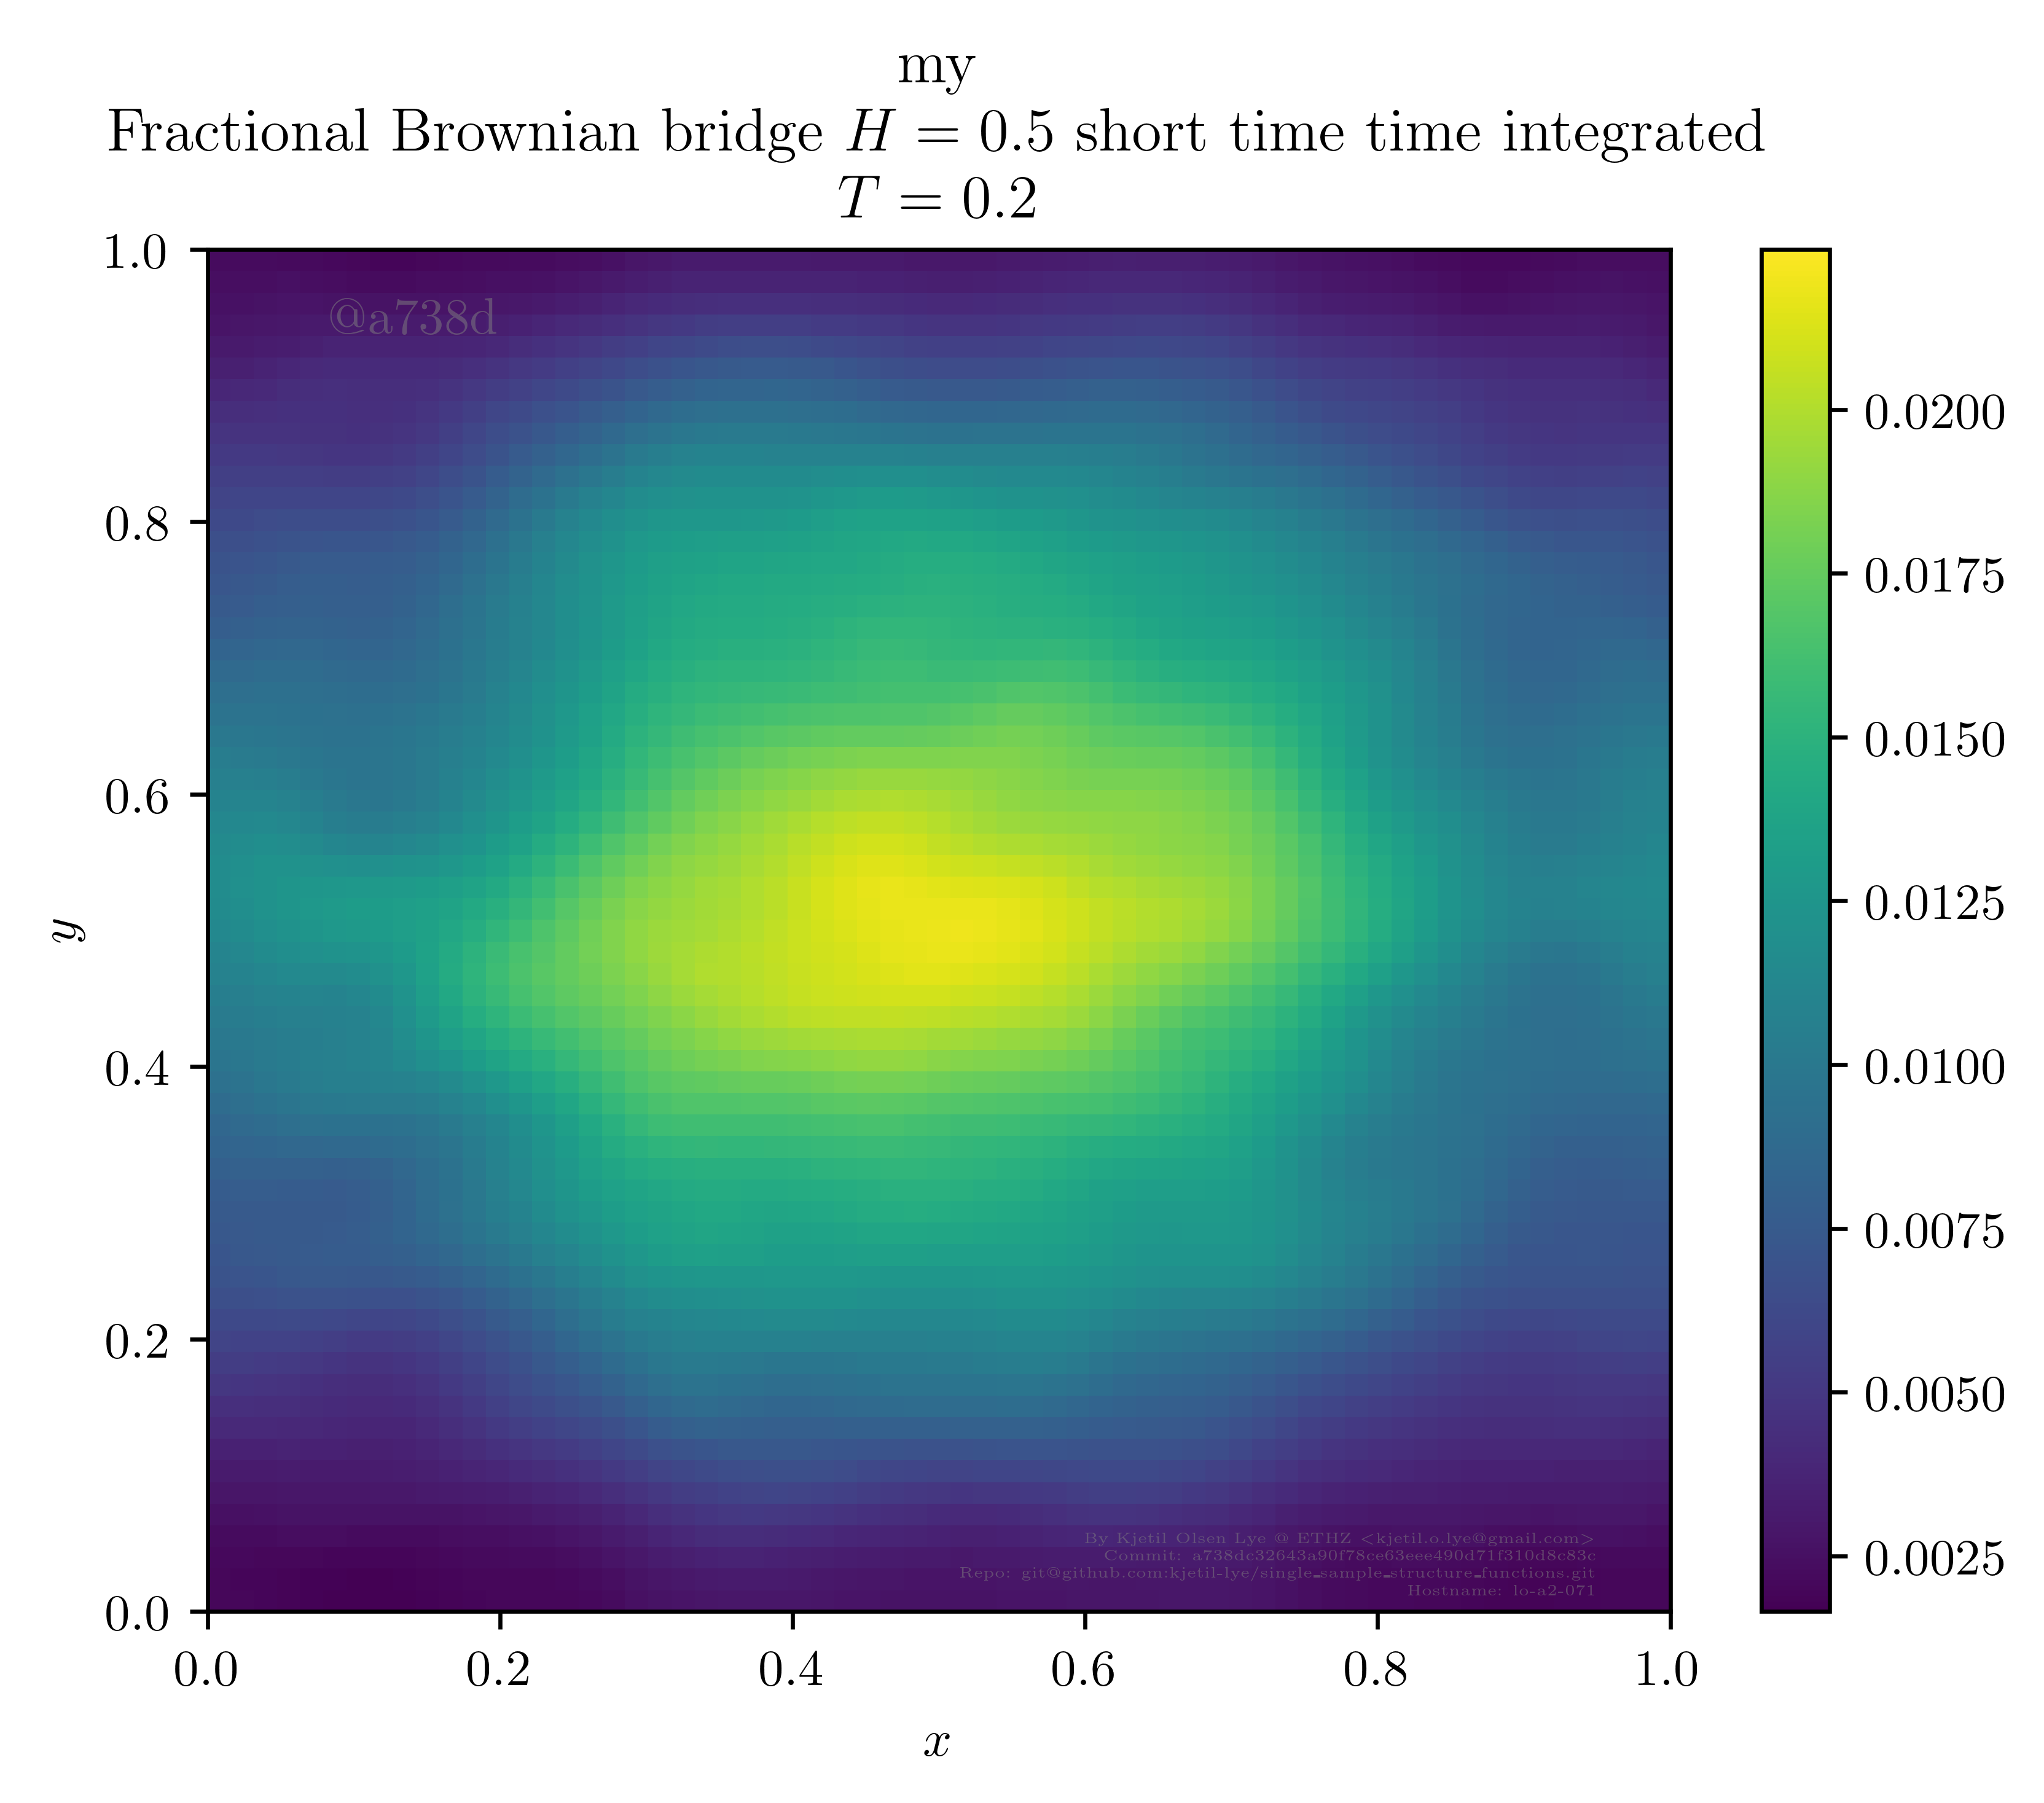 my
Fractional Brownian bridge H = 0.5 short time time integrated
T = 0.2
1.0
0.8
0.6
0.4
0.2
0.0
y
@a738d
By Kjetil Olsen Lye @ ETHZ <kjetil.o.lye@gmail.com>
Commit: a738dc32643a90f78ce63eee490d71f310d8c83c
Repo: git@github.com:kjetil-lye/single_sample_structure_functions.git
Hostname: lo-a2-071
0.0 0.2 0.4 0.6 0.8 1.0
x
0.0200
0.0175
0.0150
0.0125
0.0100
0.0075
0.0050
0.0025